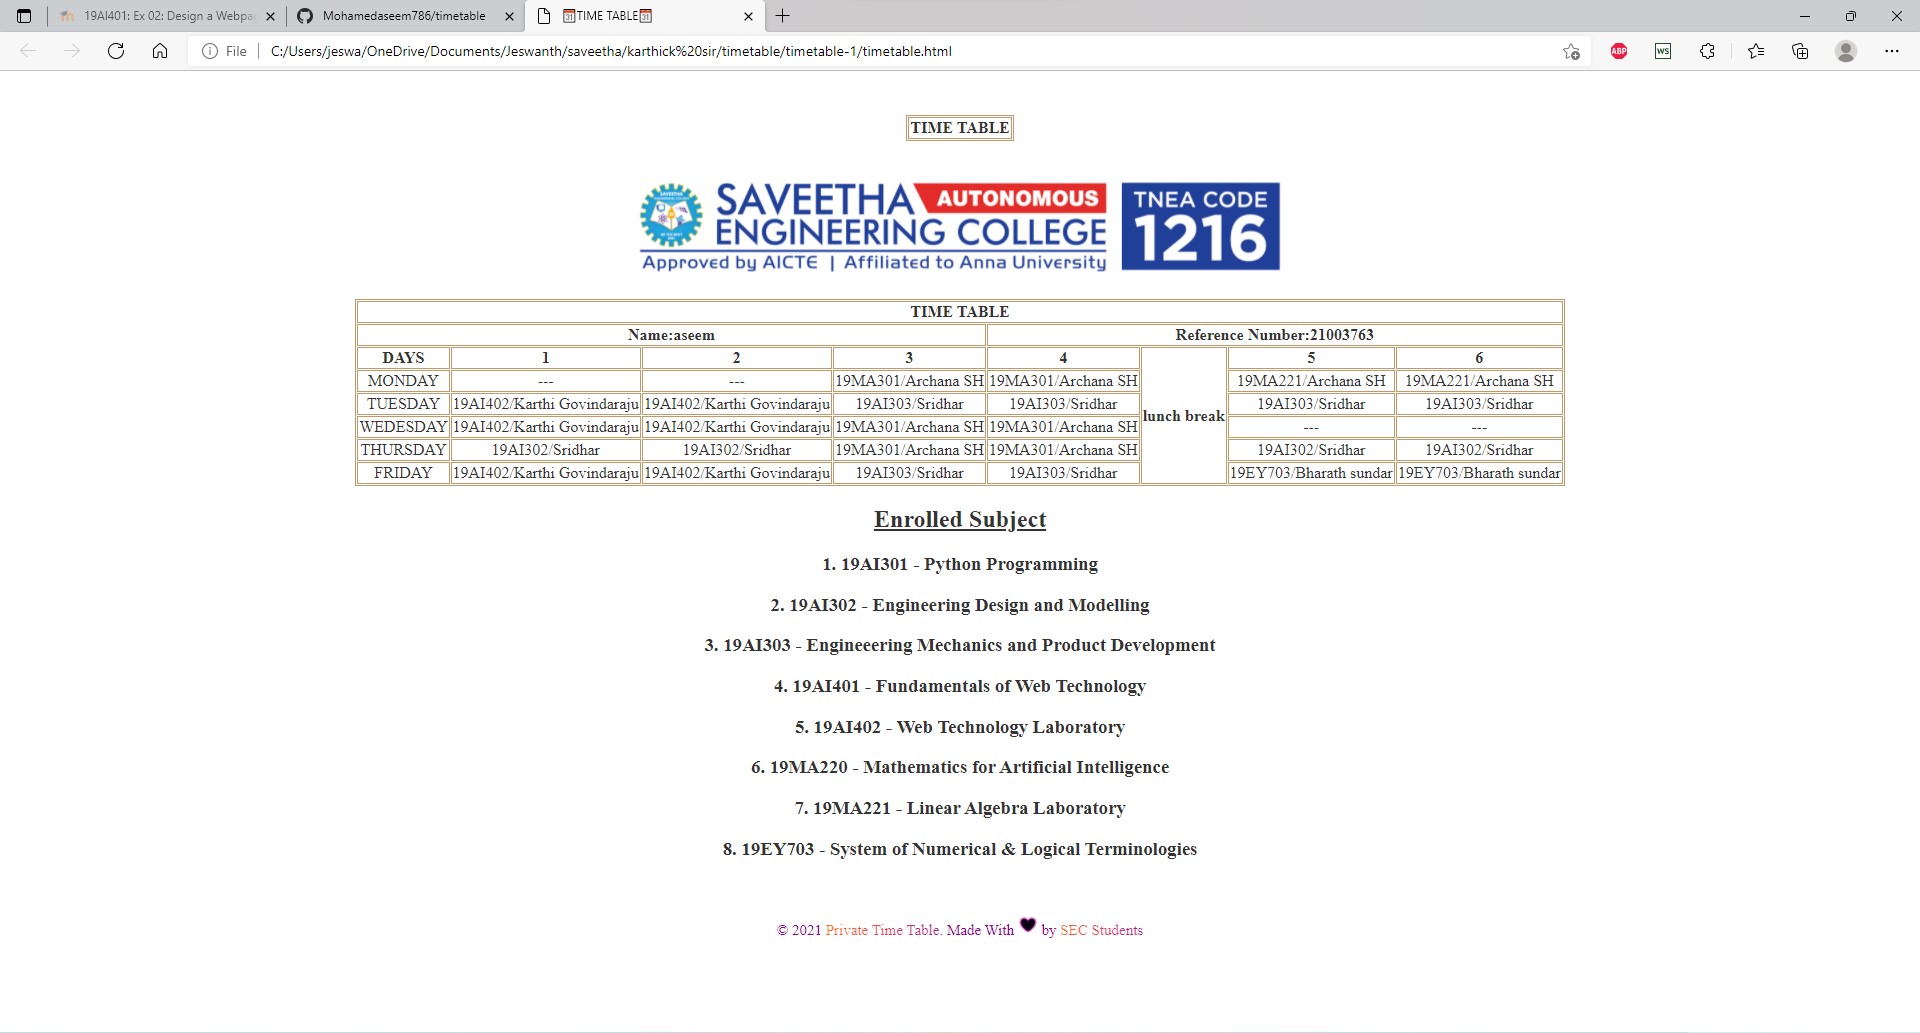 19AI401: Ex 02: Design a Webpa
Mohamedaseem786/timetable
TIME TABLE
File
C:/Users/jeswa/OneDrive/Documents/Jeswanth/saveetha/karthick%20sir/timetable/timetable-1/timetable.html
ABP
WS
TIME TABLE
SAVEETHA AUTONOMOUS
ENGINEERING COLLEGE
Approved by AICTE | Affiliated to Anna University
TNEA CODE
1216
TIME TABLE
Name:aseem Reference Number:21003763
DAYS 1 2 3 4 lunch break 5 6
MONDAY --- --- 19MA301/Archana SH 19MA301/Archana SH 19MA221/Archana SH 19MA221/Archana SH
TUESDAY 19AI402/Karthi Govindaraju 19AI402/Karthi Govindaraju 19AI303/Sridhar 19AI303/Sridhar 19AI303/Sridhar 19AI303/Sridhar
WEDESDAY 19AI402/Karthi Govindaraju 19AI402/Karthi Govindaraju 19MA301/Archana SH 19MA301/Archana SH --- ---
THURSDAY 19AI302/Sridhar 19AI302/Sridhar 19MA301/Archana SH 19MA301/Archana SH 19AI302/Sridhar 19AI302/Sridhar
FRIDAY 19AI402/Karthi Govindaraju 19AI402/Karthi Govindaraju 19AI303/Sridhar 19AI303/Sridhar 19EY703/Bharath sundar 19EY703/Bharath sundar
Enrolled Subject
1. 19AI301 - Python Programming
2. 19AI302 - Engineering Design and Modelling
3. 19AI303 - Engineeering Mechanics and Product Development
4. 19AI401 - Fundamentals of Web Technology
5. 19AI402 - Web Technology Laboratory
6. 19MA220 - Mathematics for Artificial Intelligence
7. 19MA221 - Linear Algebra Laboratory
8. 19EY703 - System of Numerical & Logical Terminologies
© 2021 Private Time Table. Made With 🖤 by SEC Students